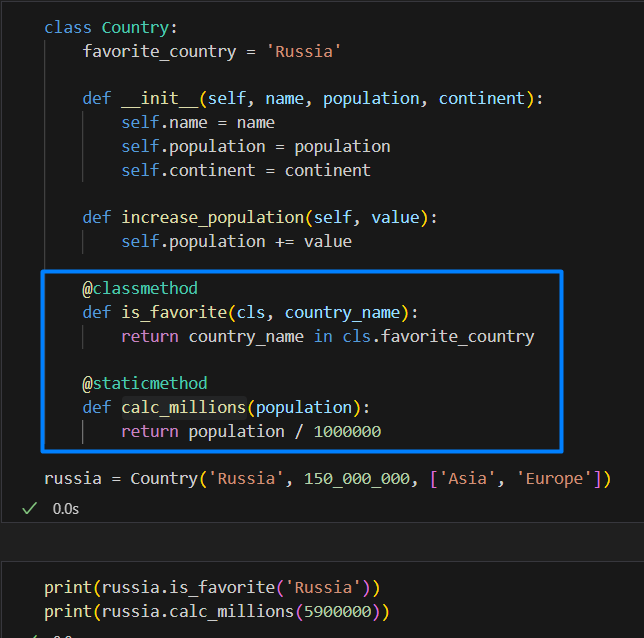 class Country:
    favorite_country = 'Russia'
    def __init__(self, name, population, continent):
        self.name = name
        self.population = population
        self.continent = continent
    def increase_population(self, value):
        self.population += value
    @classmethod
    def is_favorite(cls, country_name):
        return country_name in cls.favorite_country
    @staticmethod
    def calc_millions(population):
        return population / 1000000
russia = Country('Russia', 150_000_000, ['Asia', 'Europe'])
0.0s
print(russia.is_favorite('Russia'))
print(russia.calc_millions(5900000))